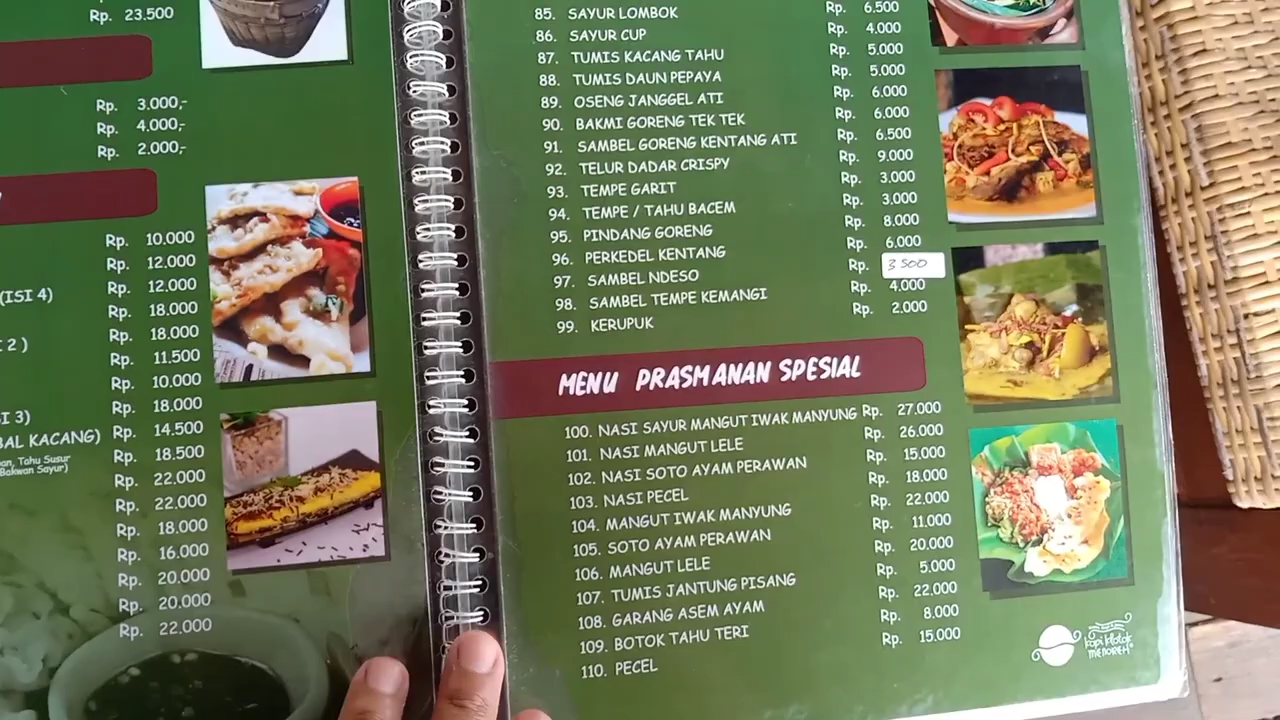 Rp. 23.500
Rp. 3.000,-
Rp. 4.000,-
Rp. 2.000,-
Rp. 10.000
Rp. 12.000
(ISI 4) Rp. 12.000
Rp. 18.000
2 ) Rp. 18.000
Rp. 11.500
Rp. 10.000
SI 3) Rp. 18.000
BAL KACANG) Rp. 14.500
an, Tahu Susur
Bakwan Sayur)
Rp. 18.500
Rp. 22.000
Rp. 22.000
Rp. 18.000
Rp. 16.000
Rp. 20.000
Rp. 20.000
Rp. 22.000
85. SAYUR LOMBOK Rp. 6.500
86. SAYUR CUP Rp. 4.000
87. TUMIS KACANG TAHU Rp. 5.000
88. TUMIS DAUN PEPAYA Rp. 5.000
89. OSENG JANGGEL ATI Rp. 6.000
90. BAKMI GORENG TEK TEK Rp. 6.000
91. SAMBEL GORENG KENTANG ATI Rp. 6.500
92. TELUR DADAR CRISPY Rp. 9.000
93. TEMPE GARIT Rp. 3.000
94. TEMPE / TAHU BACEM Rp. 3.000
95. PINDANG GORENG Rp. 8.000
96. PERKEDEL KENTANG Rp. 6.000
97. SAMBEL NDESO Rp. 3500
98. SAMBEL TEMPE KEMANGI Rp. 4.000
99. KERUPUK Rp. 2.000
MENU PRASMANAN SPESIAL
100. NASI SAYUR MANGUT IWAK MANYUNG Rp. 27.000
101. NASI MANGUT LELE Rp. 26.000
102. NASI SOTO AYAM PERAWAN Rp. 15.000
103. NASI PECEL Rp. 18.000
104. MANGUT IWAK MANYUNG Rp. 22.000
105. SOTO AYAM PERAWAN Rp. 11.000
106. MANGUT LELE Rp. 20.000
107. TUMIS JANTUNG PISANG Rp. 5.000
108. GARANG ASEM AYAM Rp. 22.000
109. BOTOK TAHU TERI Rp. 8.000
110. PECEL Rp. 15.000
kopi klotok
MENOREH